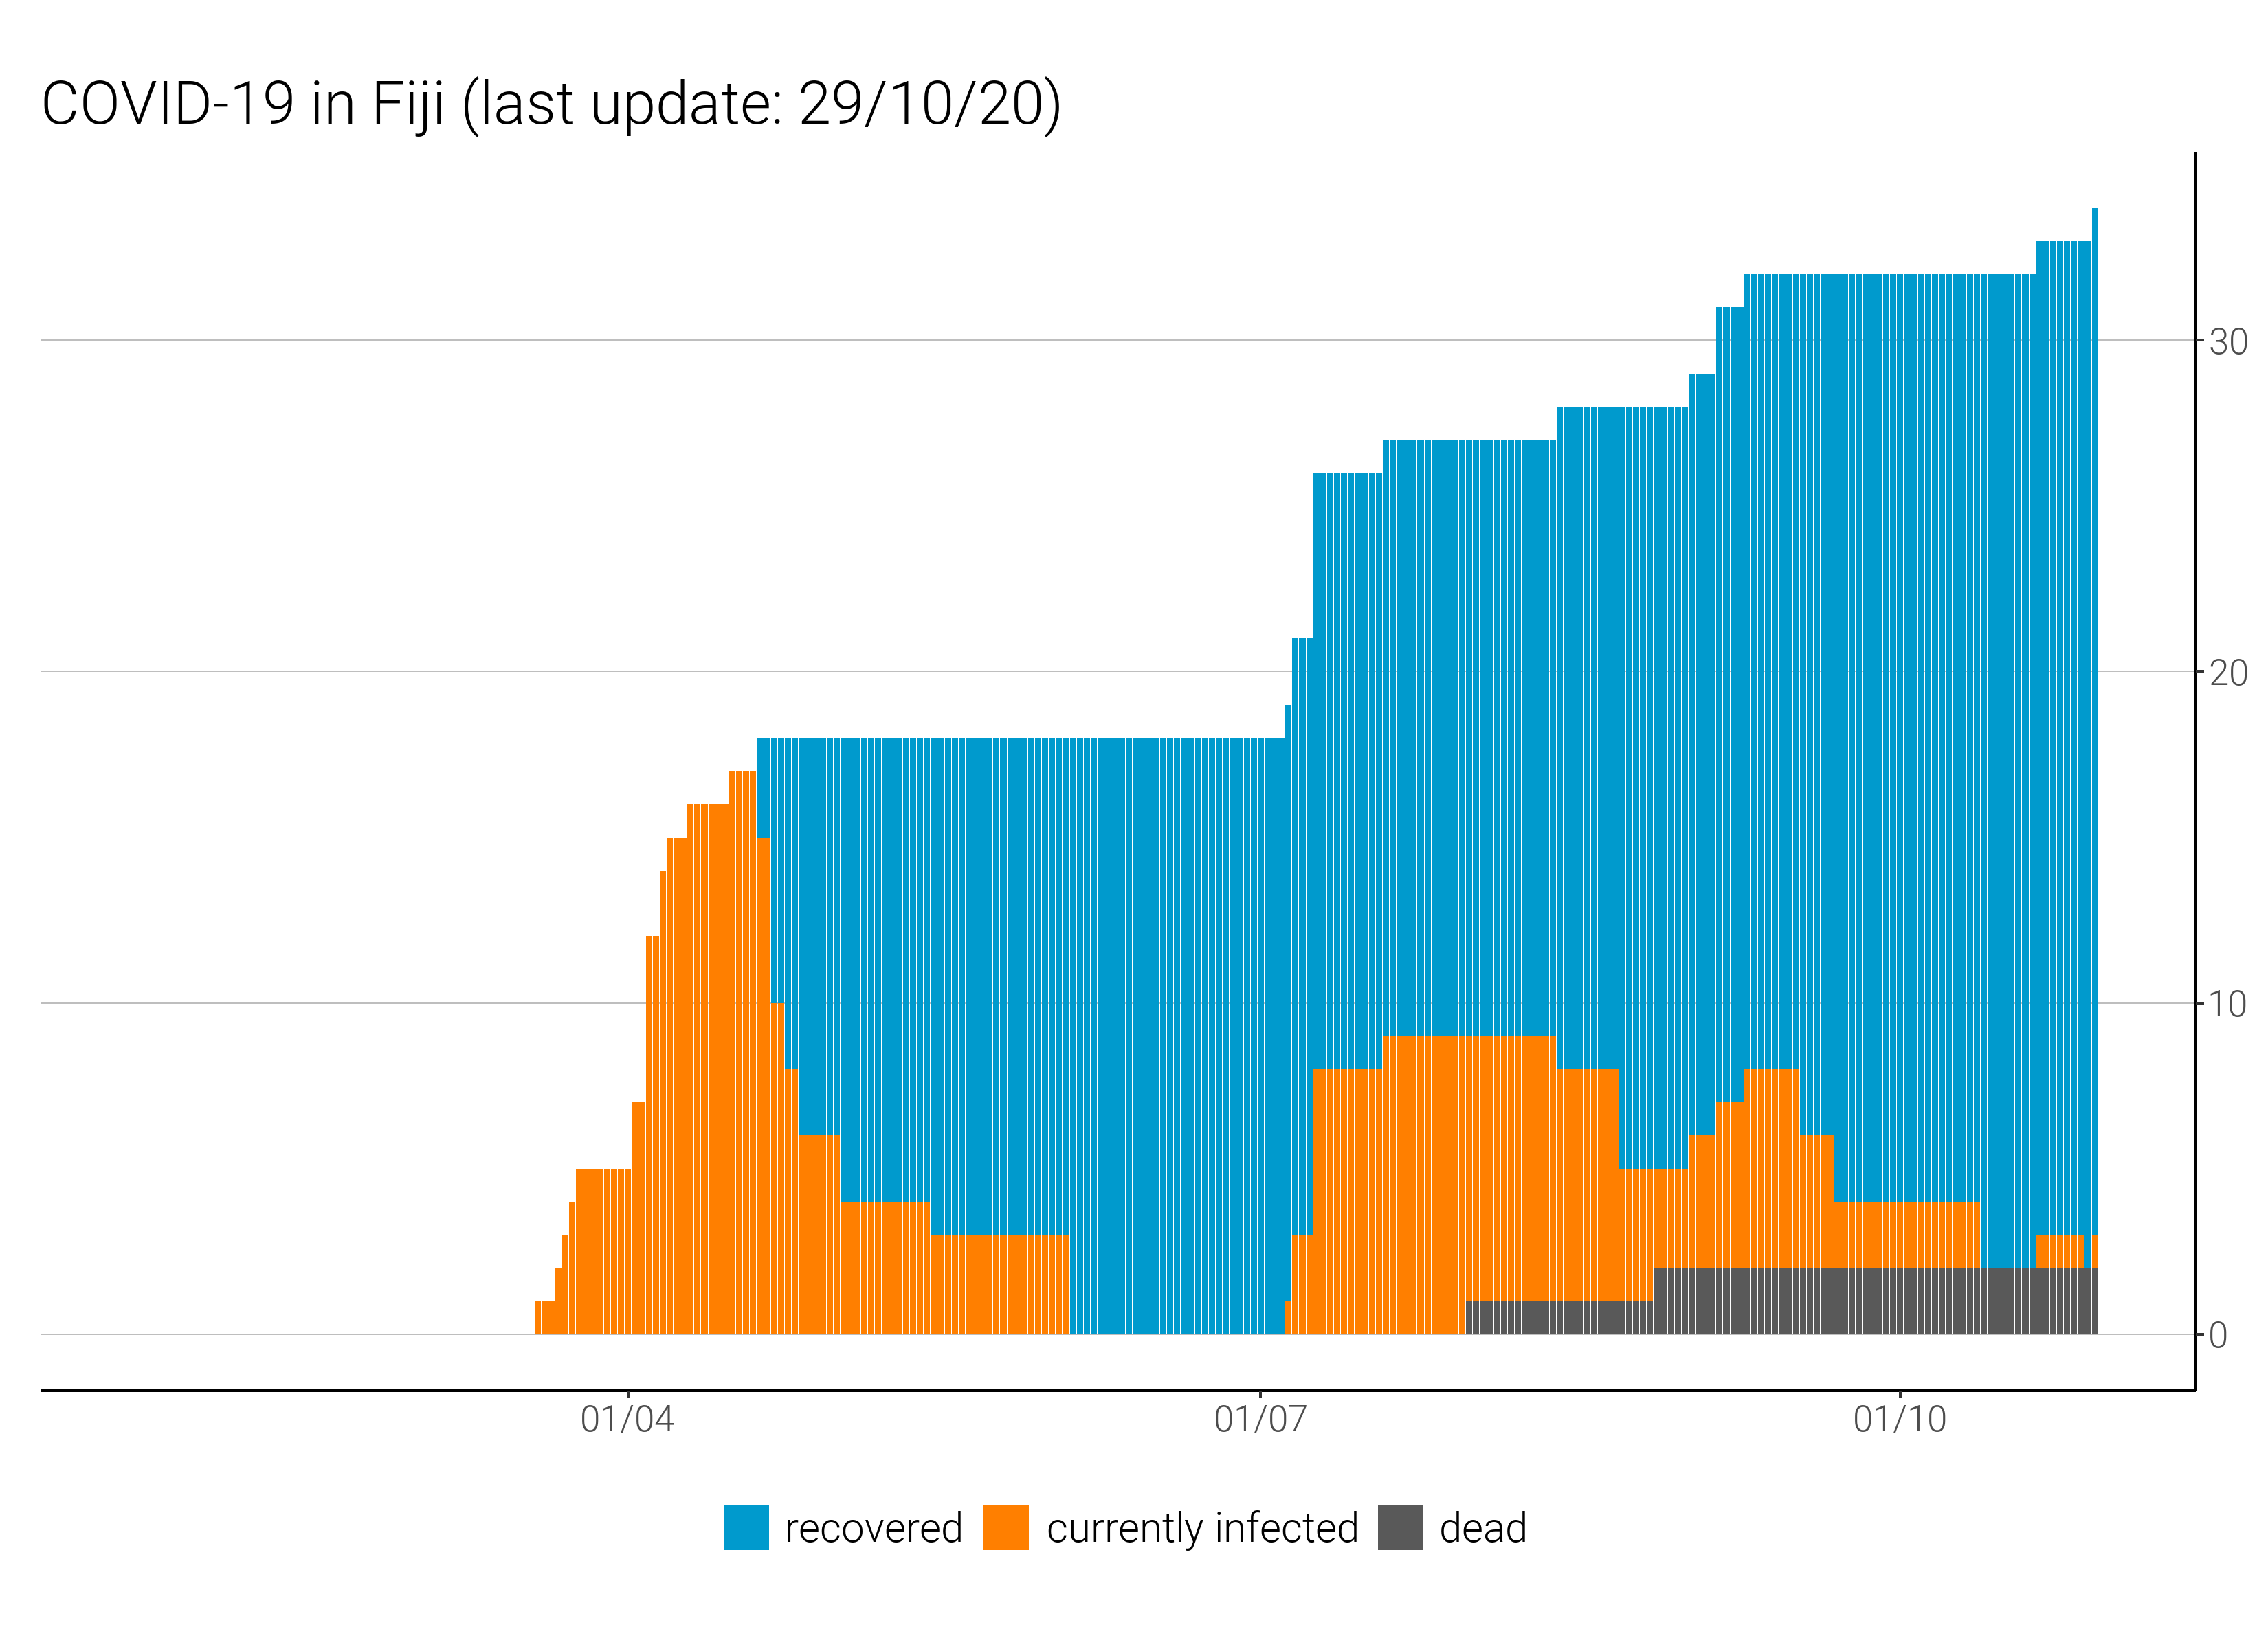 COVID-19 in Fiji (last update: 29/10/20)
30
20
10
0
01/04 01/07 01/10
recovered currently infected dead